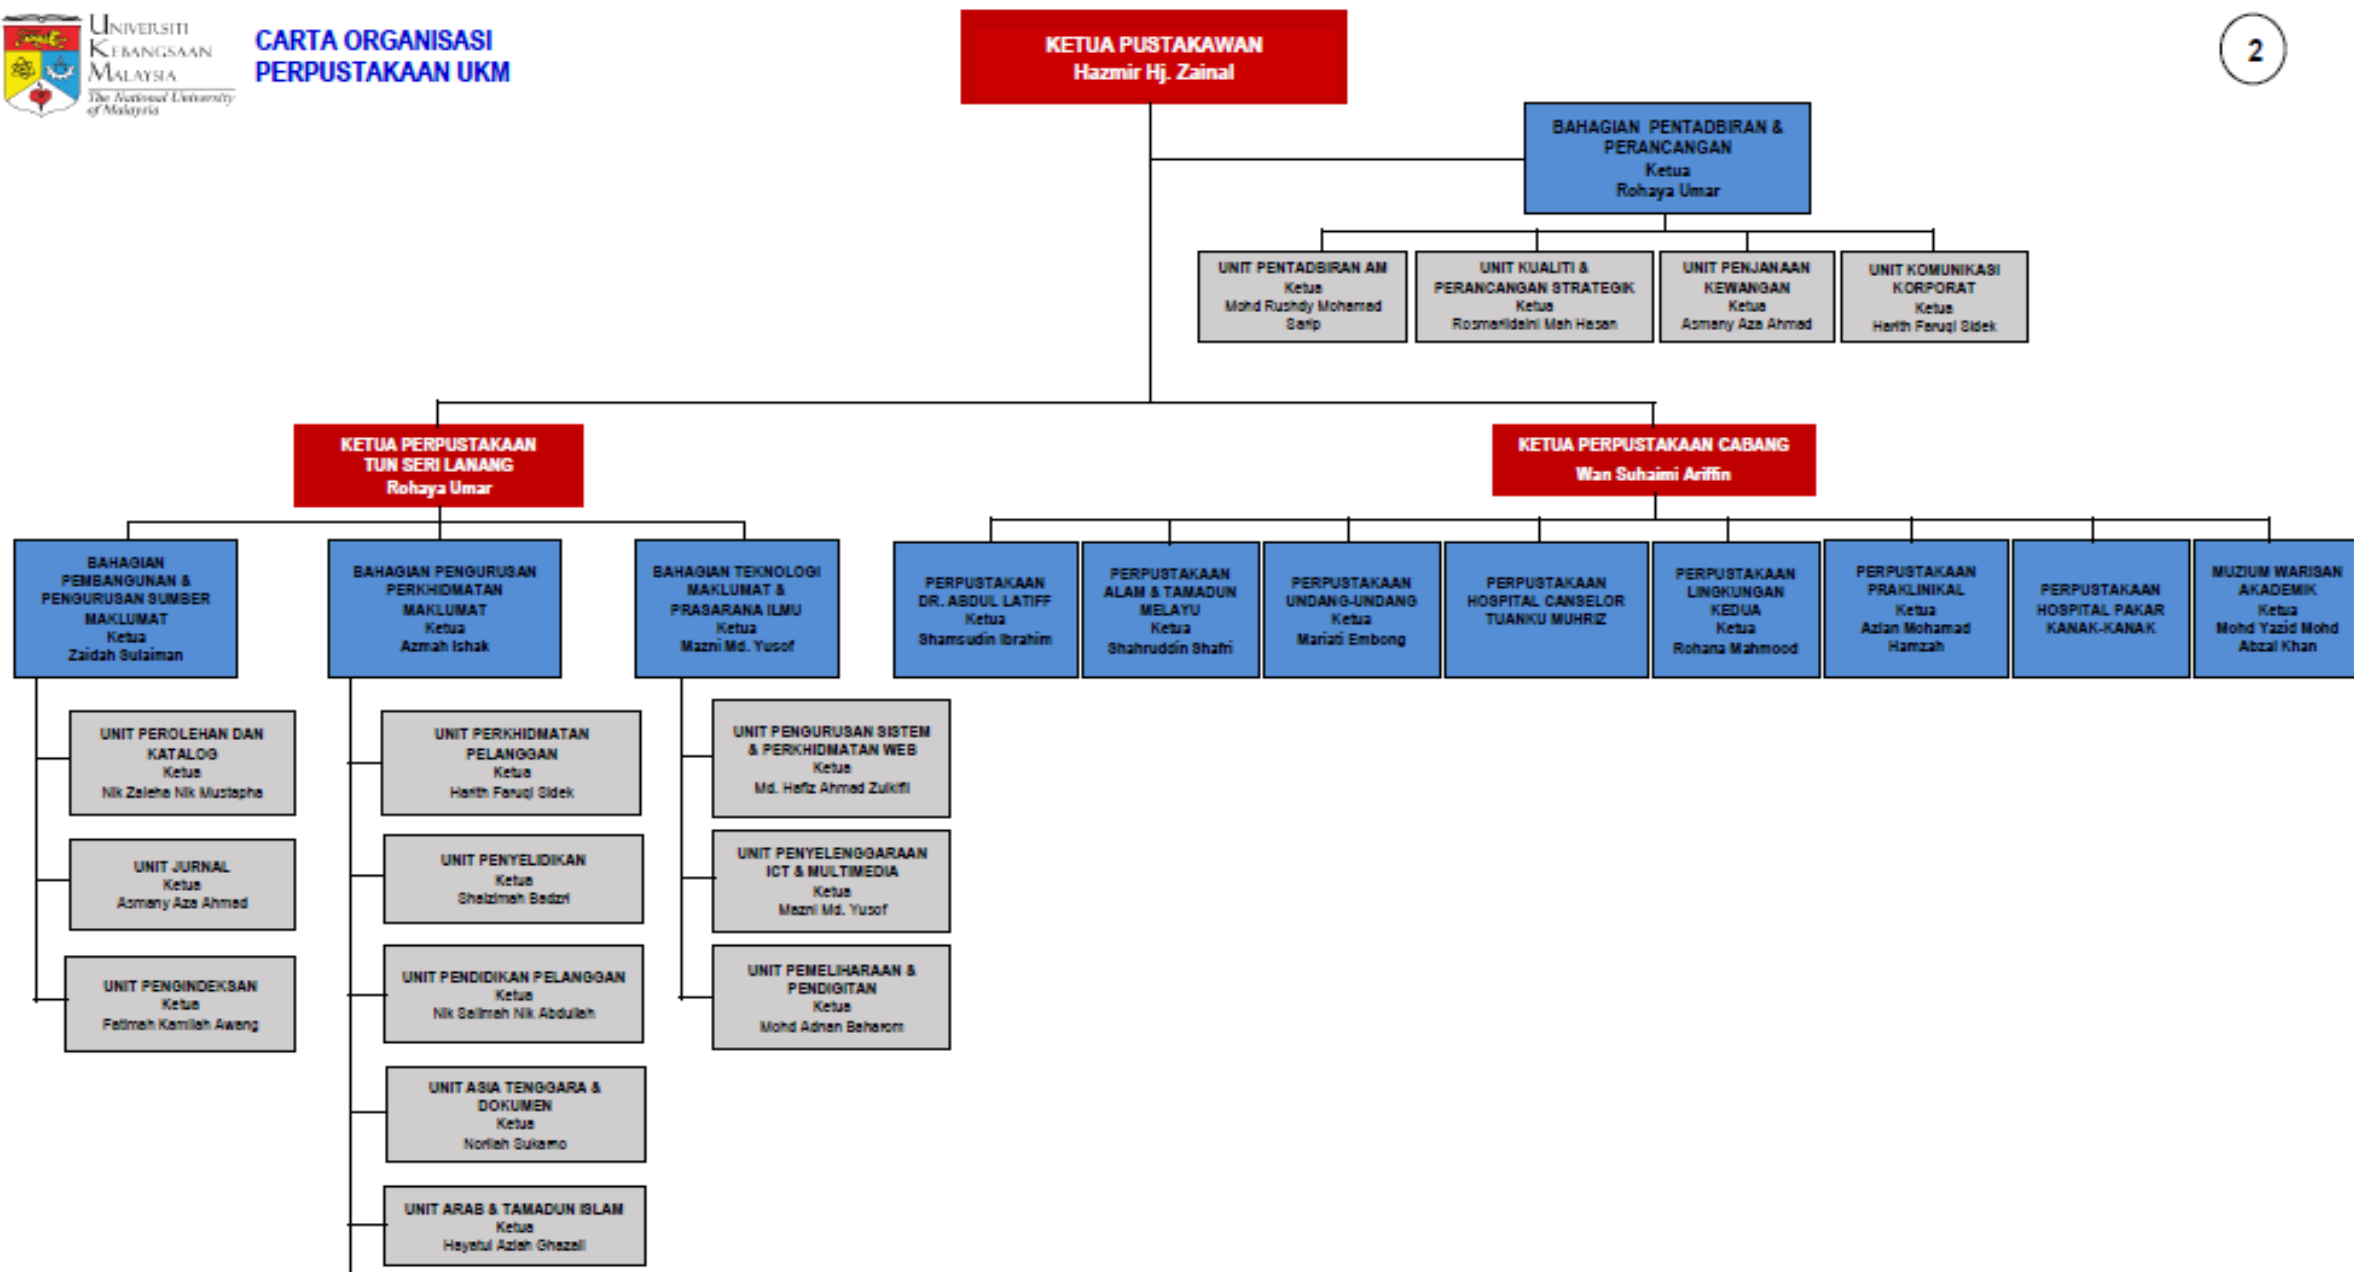 UNIVERSITI
KEBANGSAAN
MALAYSIA
The National University
of Malaysia
CARTA ORGANISASI
PERPUSTAKAAN UKM
KETUA PUSTAKAWAN
Hazmir Hj. Zainal
2
BAHAGIAN PENTADBIRAN &
PERANCANGAN
Ketua
Rohaya Umar
UNIT PENTADBIRAN AM
Ketua
Mohd Rushdy Mohamad
Sarip
UNIT KUALITI &
PERANCANGAN STRATEGIK
Ketua
Rosmariidaini Mah Hasan
UNIT PENJANAAN
KEWANGAN
Ketua
Asmany Aza Ahmad
UNIT KOMUNIKASI
KORPORAT
Ketua
Harith Faruqi Sidek
KETUA PERPUSTAKAAN
TUN SERI LANANG
Rohaya Umar
KETUA PERPUSTAKAAN CABANG
Wan Suhaimi Ariffin
BAHAGIAN
PEMBANGUNAN &
PENGURUSAN SUMBER
MAKLUMAT
Ketua
Zaidah Sulaiman
BAHAGIAN PENGURUSAN
PERKHIDMATAN
MAKLUMAT
Ketua
Azmah Ishak
BAHAGIAN TEKNOLOGI
MAKLUMAT &
PRASARANA ILMU
Ketua
Mazni Md. Yusof
PERPUSTAKAAN
DR. ABDUL LATIFF
Ketua
Shamsudin Ibrahim
PERPUSTAKAAN
ALAM & TAMADUN
MELAYU
Ketua
Shahruddin Shafri
PERPUSTAKAAN
UNDANG-UNDANG
Ketua
Mariati Embong
PERPUSTAKAAN
HOSPITAL CANSELOR
TUANKU MUHRIZ
PERPUSTAKAAN
LINGKUNGAN
KEDUA
Ketua
Rohana Mahmood
PERPUSTAKAAN
PRAKLINIKAL
Ketua
Azlan Mohamad
Hamzah
PERPUSTAKAAN
HOSPITAL PAKAR
KANAK-KANAK
MUZIUM WARISAN
AKADEMIK
Ketua
Mohd Yazid Mohd
Abzal Khan
UNIT PEROLEHAN DAN
KATALOG
Ketua
Nik Zaleha Nik Mustapha
UNIT JURNAL
Ketua
Asmany Aza Ahmad
UNIT PENGINDEKSAN
Ketua
Fatimah Kamilah Awang
UNIT PERKHIDMATAN
PELANGGAN
Ketua
Harith Faruqi Sidek
UNIT PENYELIDIKAN
Ketua
Shaizimah Badzri
UNIT PENDIDIKAN PELANGGAN
Ketua
Nik Salimah Nik Abdullah
UNIT ASIA TENGGARA &
DOKUMEN
Ketua
Norilah Sukarno
UNIT ARAB & TAMADUN ISLAM
Ketua
Hayatul Aziah Ghazali
UNIT PENGURUSAN SISTEM
& PERKHIDMATAN WEB
Ketua
Md. Hafiz Ahmad Zulkifli
UNIT PENYELENGGARAAN
ICT & MULTIMEDIA
Ketua
Mazni Md. Yusof
UNIT PEMELIHARAAN &
PENDIGITAN
Ketua
Mohd Adnan Baharom